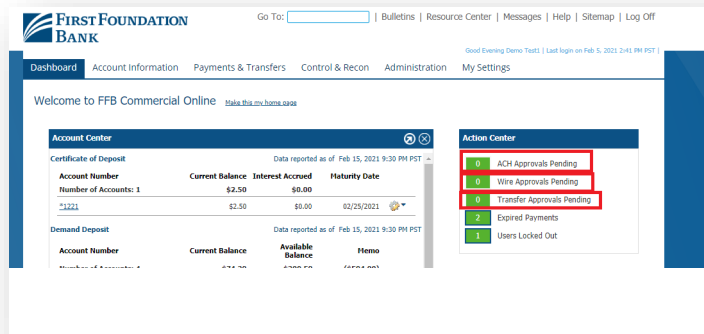 FIRST FOUNDATION
BANK
Go To: | Bulletins | Resource Center | Messages | Help | Sitemap | Log Off
Good Evening Demo Test1 | Last login on Feb 5, 2021 2:41 PM PST |
Dashboard Account Information Payments & Transfers Control & Recon Administration My Settings
Welcome to FFB Commercial Online Make this my home page
Account Center
Certificate of Deposit Data reported as of Feb 15, 2021 9:30 PM PST
Account Number Current Balance Interest Accrued Maturity Date
Number of Accounts: 1 $2.50 $0.00
*1221 $2.50 $0.00 02/25/2021
Demand Deposit Data reported as of Feb 15, 2021 9:30 PM PST
Account Number Current Balance Available Balance Memo
Action Center
0 ACH Approvals Pending
0 Wire Approvals Pending
0 Transfer Approvals Pending
2 Expired Payments
1 Users Locked Out